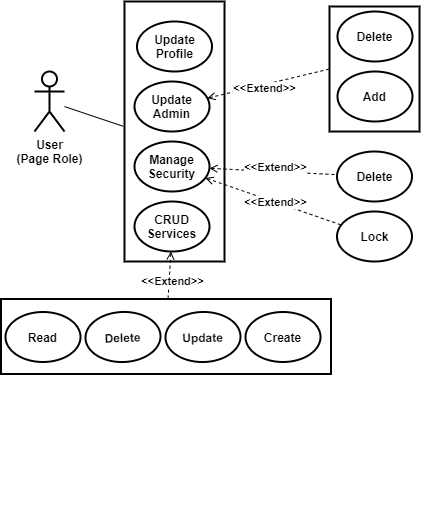 Update
Profile
Delete
<<Extend>>
Update
Admin
Add
User
(Page Role)
Manage
Security
<<Extend>>
Delete
<<Extend>>
CRUD
Services
Lock
<<Extend>>
Read
Delete
Update
Create